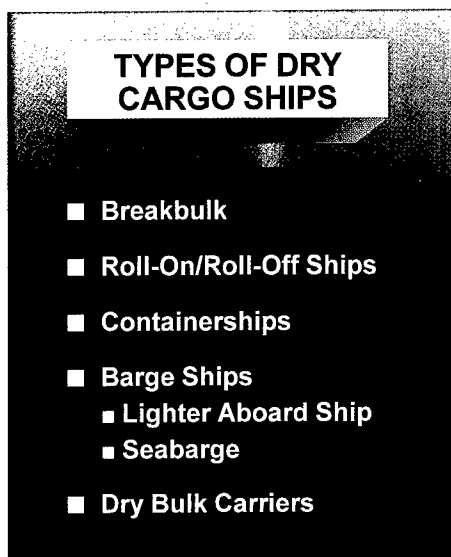 TYPES OF DRY
CARGO SHIPS
■ Breakbulk
■ Roll-On/Roll-Off Ships
■ Containerships
■ Barge Ships
■ Lighter Aboard Ship
■ Seabarge
■ Dry Bulk Carriers